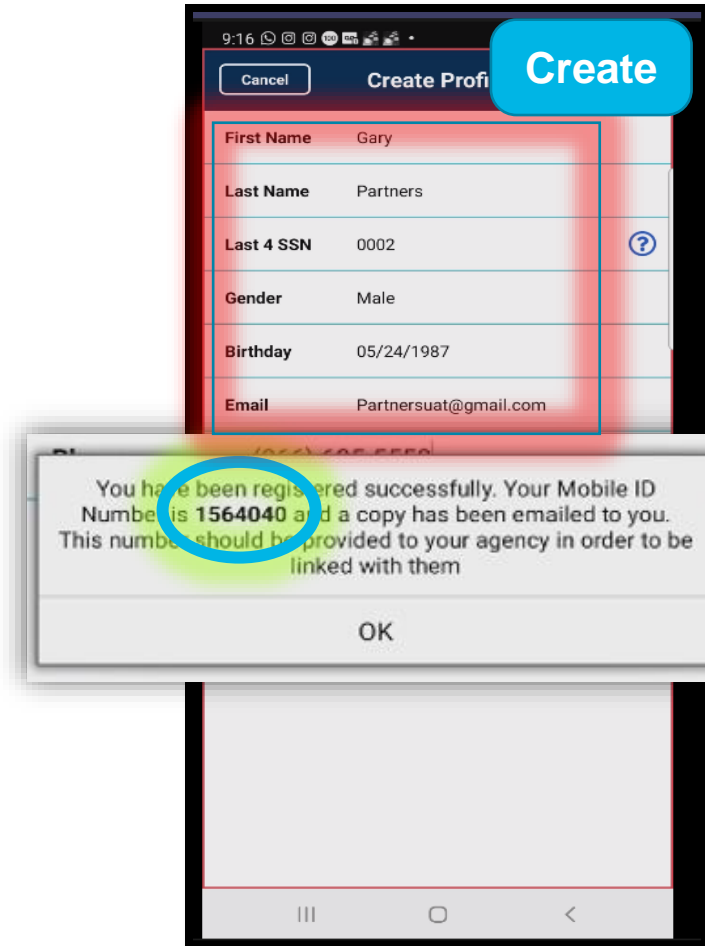 9:16
Cancel Create Profi
Create
First Name Gary
Last Name Partners
Last 4 SSN 0002
Gender Male
Birthday 05/24/1987
Email Partnersuat@gmail.com
You have been registered successfully. Your Mobile ID
Number is 1564040 and a copy has been emailed to you.
This number should be provided to your agency in order to be
linked with them
OK